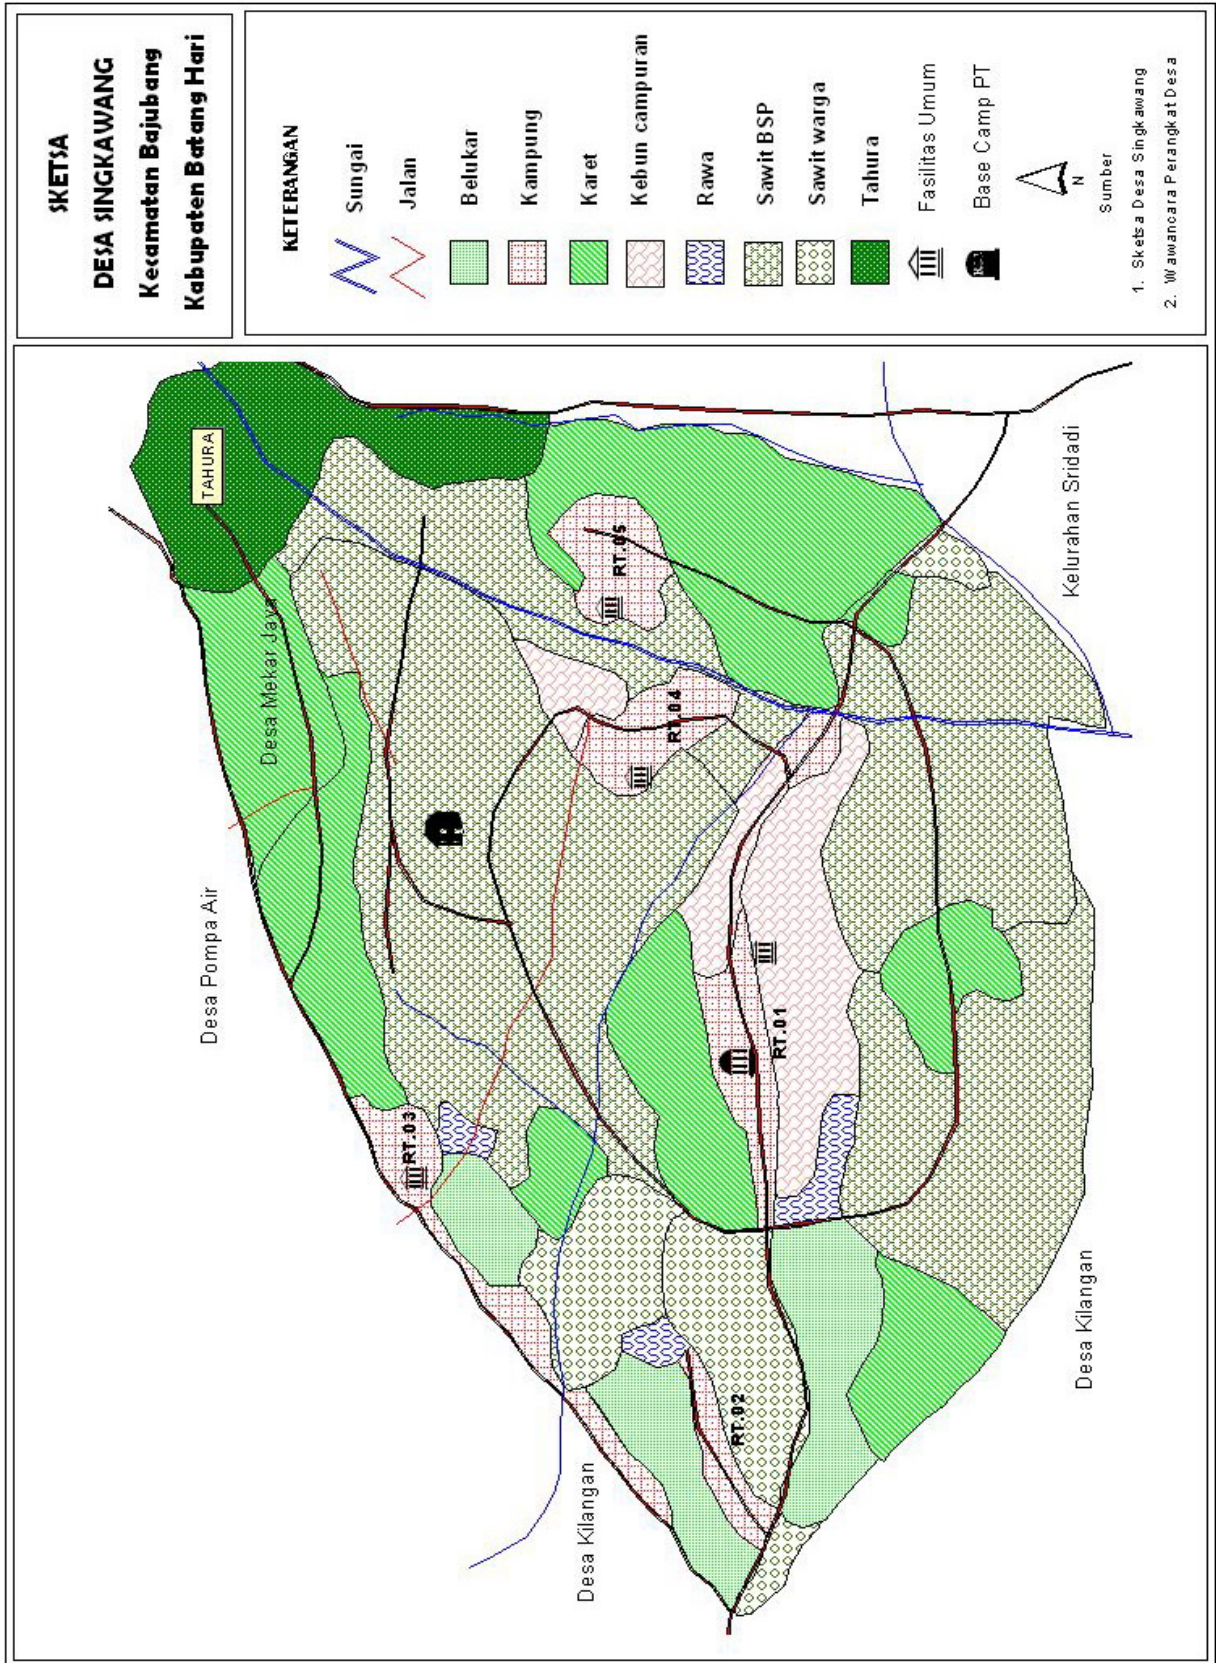 SKETSA
DESA SINGKAWANG
Kecamatan Bajubang
Kabupaten Batang Hari
KETERANGAN
Sungai
Jalan
Belukar
Kampung
Karet
Kebun campuran
Rawa
Sawit BSP
Sawit warga
Tahura
Fasilitas Umum
Base Camp PT
N
Sumber
1. Sketsa Desa Singkawang
2. Wawancara Perangkat Desa
TAHURA
Desa Mekar Jaya
Desa Pompa Air
RT.05
RT.04
Kelurahan Sridadi
RT.03
RT.01
RT.02
Desa Kilangan
Desa Kilangan